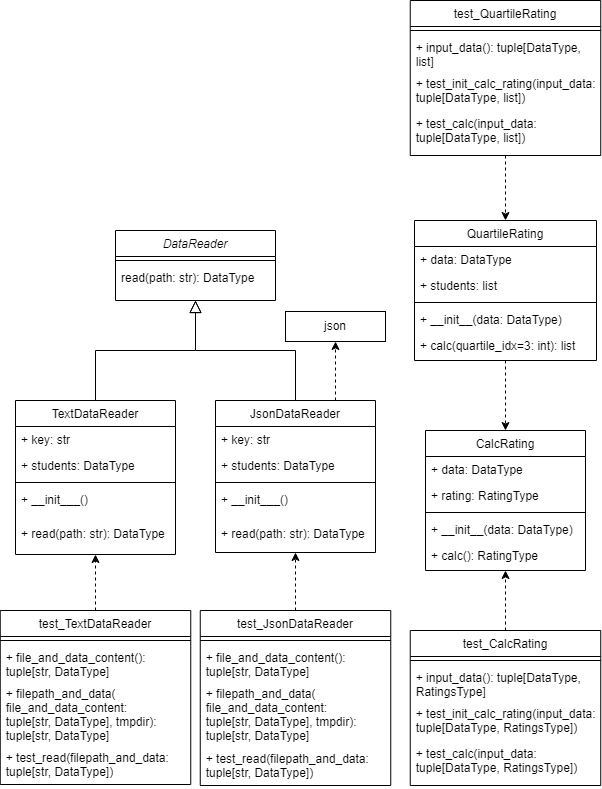 test_QuartileRating
+ input_data(): tuple[DataType,
list]
+ test_init_calc_rating(input_data:
tuple[DataType, list])
+ test_calc(input_data:
tuple[DataType, list])
QuartileRating
+ data: DataType
+ students: list
+ __init__(data: DataType)
+ calc(quartile_idx=3: int): list
DataReader
read(path: str): DataType
json
TextDataReader
+ key: str
+ students: DataType
+ __init___()
+ read(path: str): DataType
JsonDataReader
+ key: str
+ students: DataType
+ __init___()
+ read(path: str): DataType
CalcRating
+ data: DataType
+ rating: RatingType
+ __init__(data: DataType)
+ calc(): RatingType
test_TextDataReader
+ file_and_data_content():
tuple[str, DataType]
+ filepath_and_data(
file_and_data_content:
tuple[str, DataType], tmpdir):
tuple[str, DataType]
+ test_read(filepath_and_data:
tuple[str, DataType])
test_JsonDataReader
+ file_and_data_content():
tuple[str, DataType]
+ filepath_and_data(
file_and_data_content:
tuple[str, DataType], tmpdir):
tuple[str, DataType]
+ test_read(filepath_and_data:
tuple[str, DataType])
test_CalcRating
+ input_data(): tuple[DataType,
RatingsType]
+ test_init_calc_rating(input_data:
tuple[DataType, RatingsType])
+ test_calc(input_data:
tuple[DataType, RatingsType])